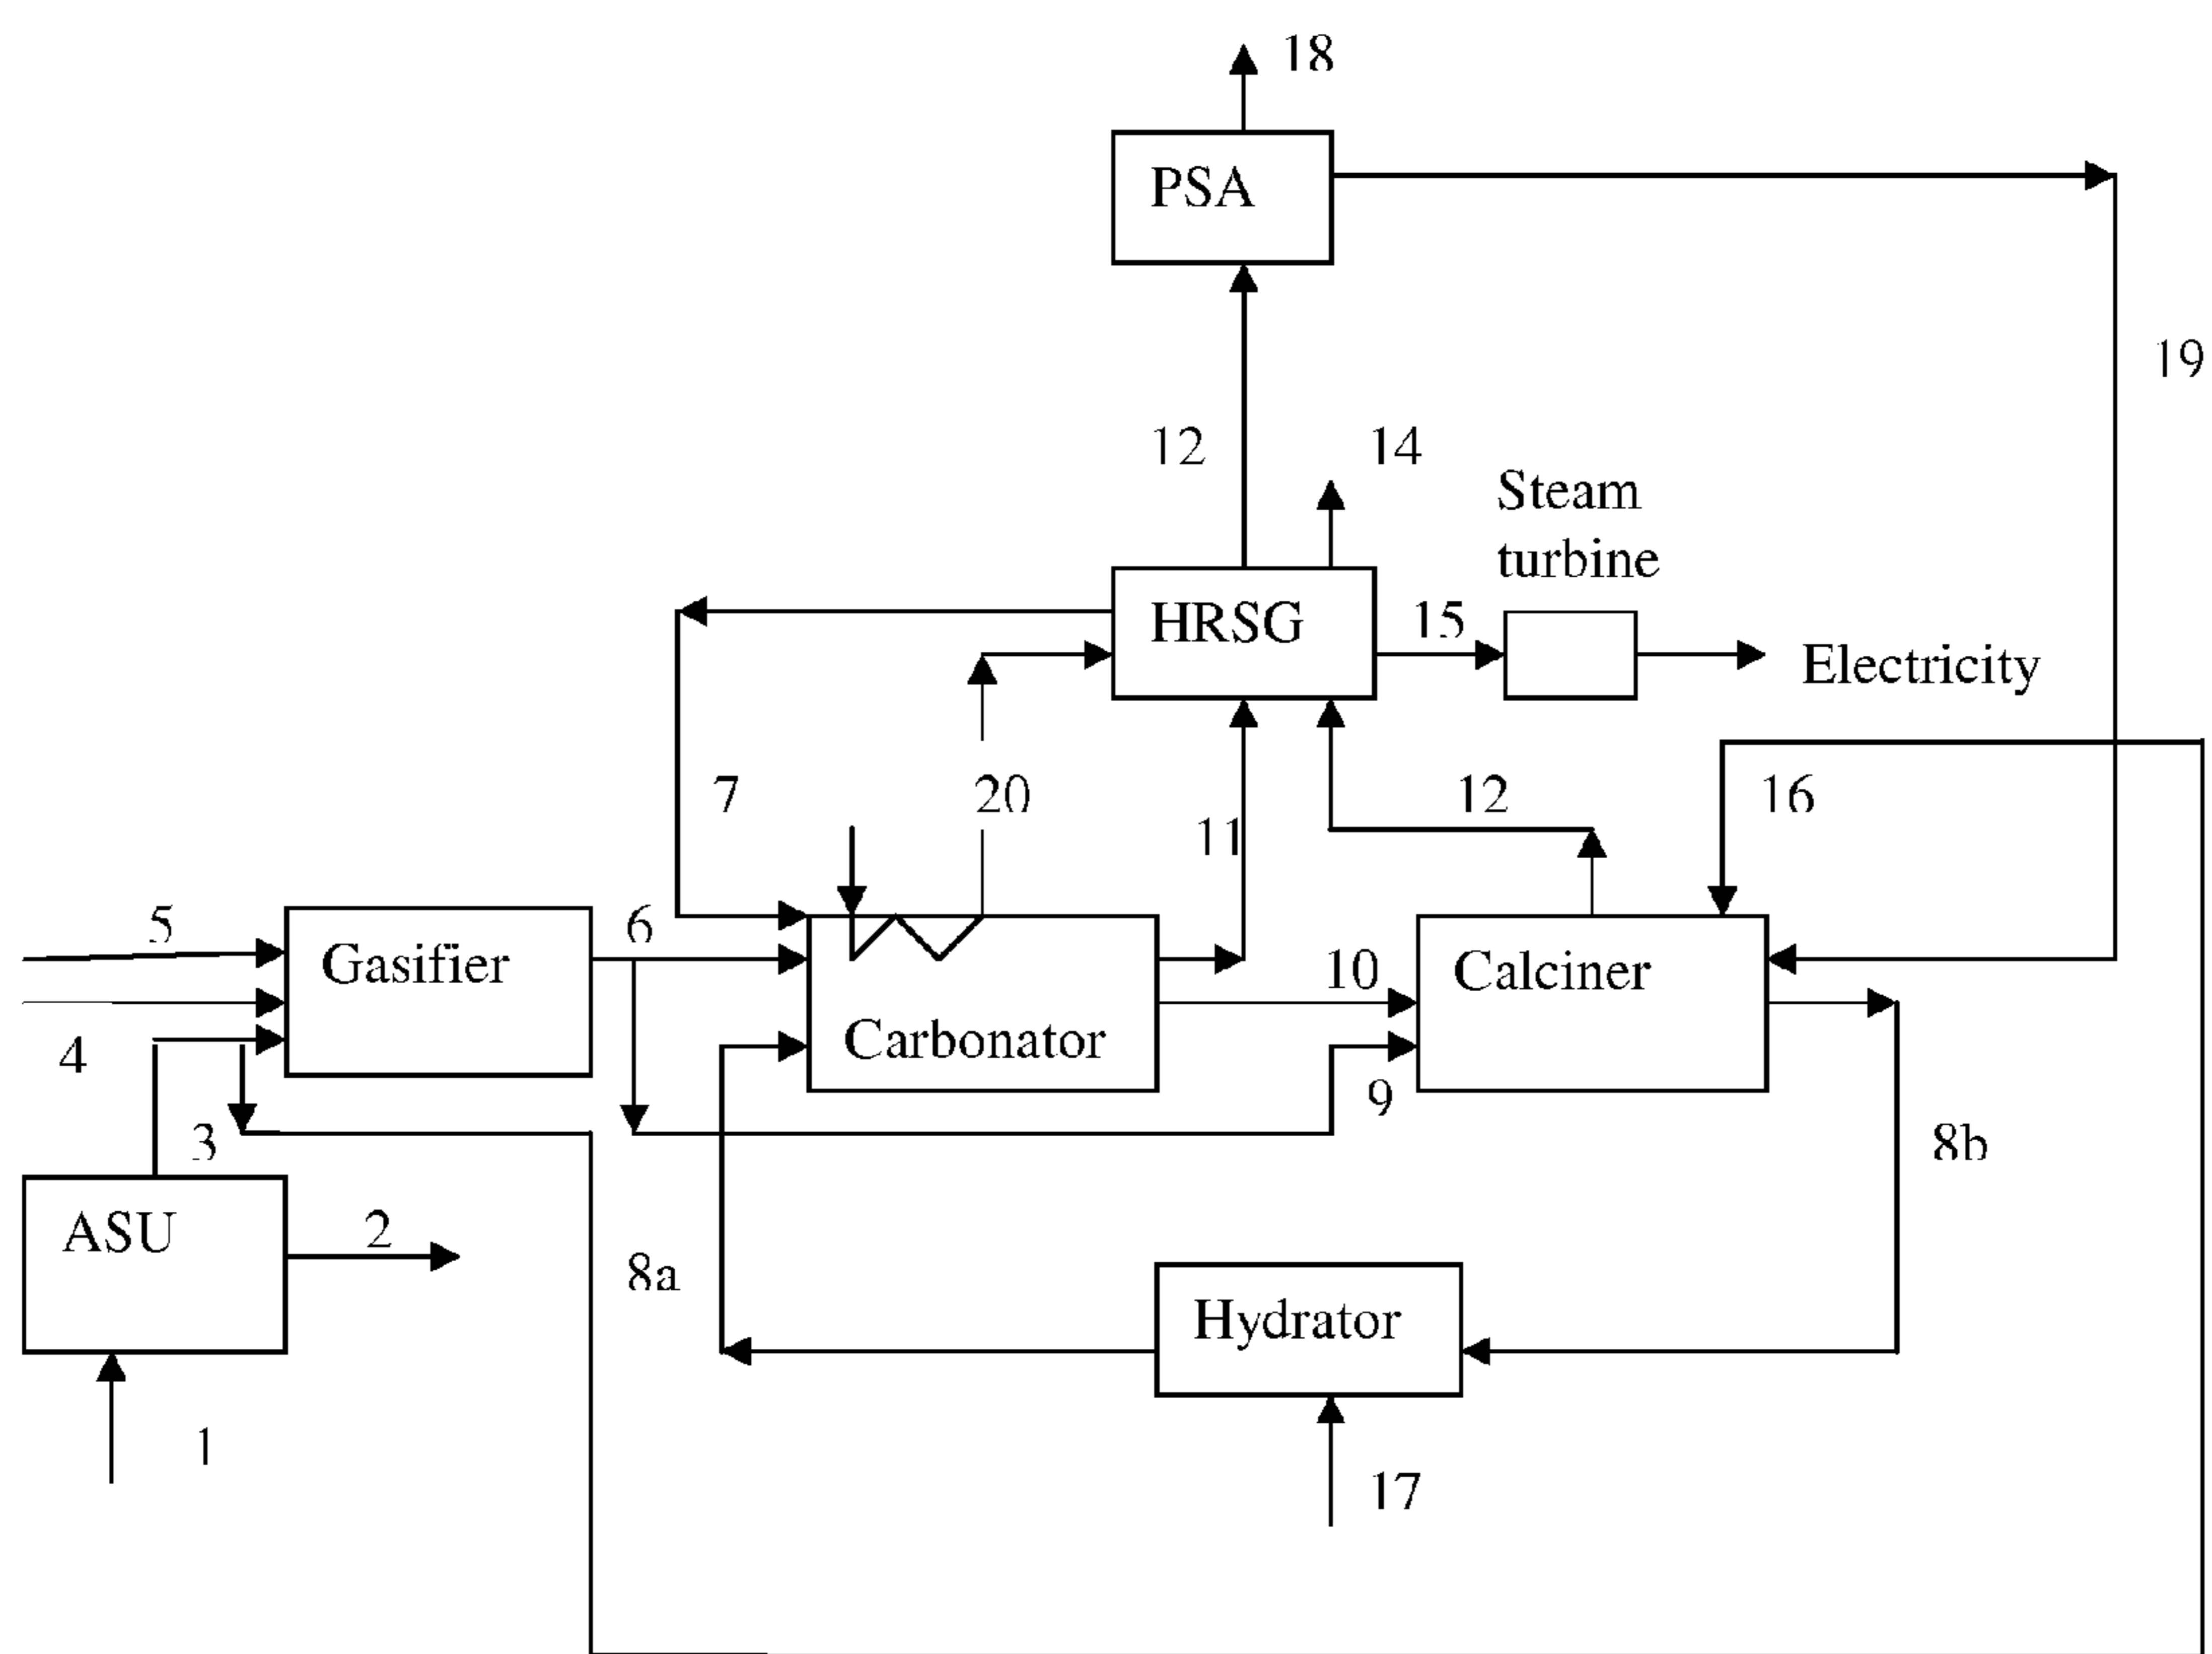 18
PSA
19
12
14
Steam
turbine
HRSG
15
Electricity
7
20
11
12
16
5
6
Gasifier
10
Calciner
4
Carbonator
9
3
8b
ASU
2
8a
Hydrator
1
17